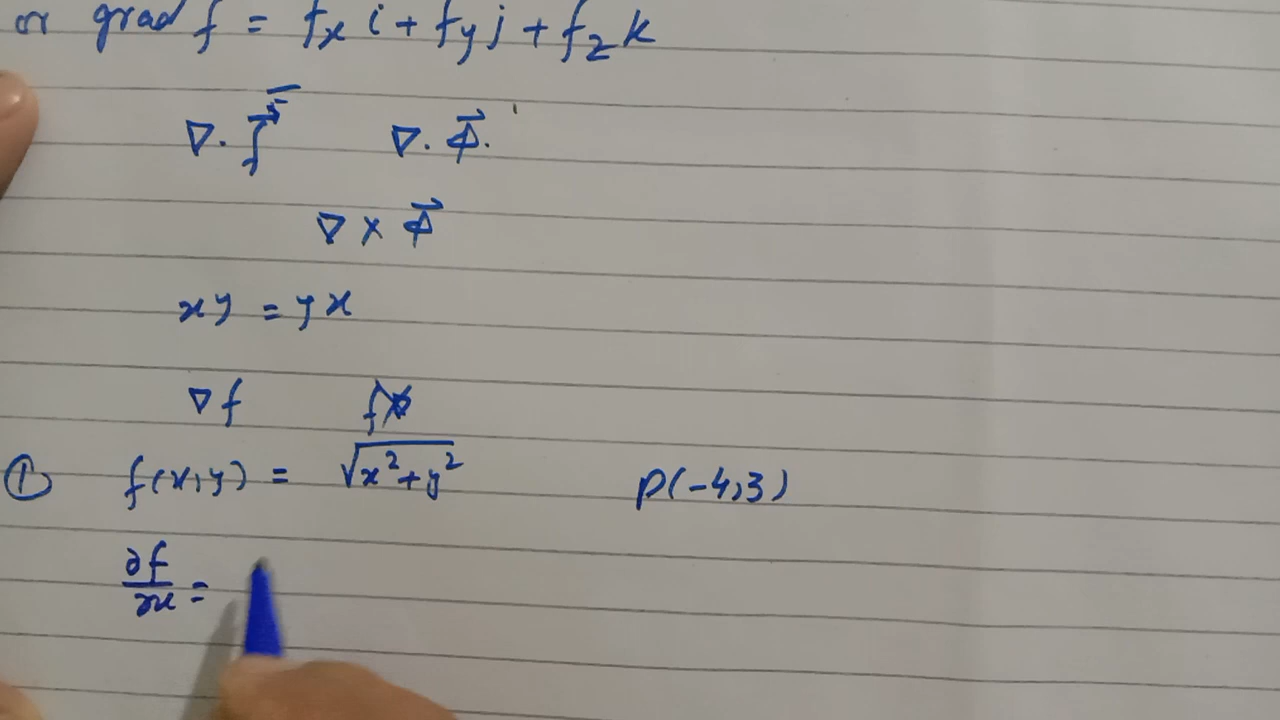 or grad f = fx i + fy j + fz k
∇. f⃗ ∇. Φ⃗.
∇ × Φ⃗
xy = yx
∇f f
① f(x,y) = √x²+y² P(-4,3)
∂f/∂x =